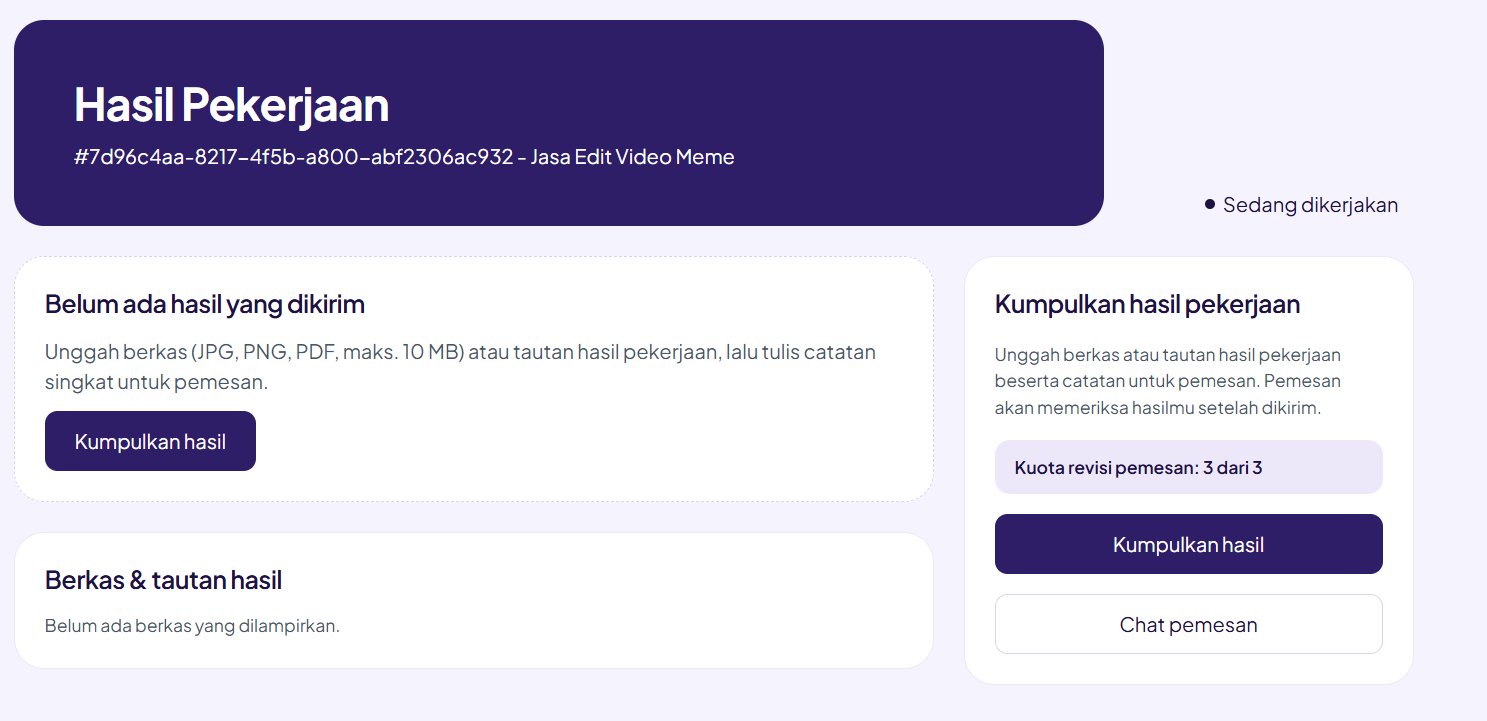 Hasil Pekerjaan
#7d96c4aa-8217-4f5b-a800-abf2306ac932 - Jasa Edit Video Meme
Sedang dikerjakan
Belum ada hasil yang dikirim
Unggah berkas (JPG, PNG, PDF, maks. 10 MB) atau tautan hasil pekerjaan, lalu tulis catatan
singkat untuk pemesan.
Kumpulkan hasil
Berkas & tautan hasil
Belum ada berkas yang dilampirkan.
Kumpulkan hasil pekerjaan
Unggah berkas atau tautan hasil pekerjaan
beserta catatan untuk pemesan. Pemesan
akan memeriksa hasilmu setelah dikirim.
Kuota revisi pemesan: 3 dari 3
Kumpulkan hasil
Chat pemesan